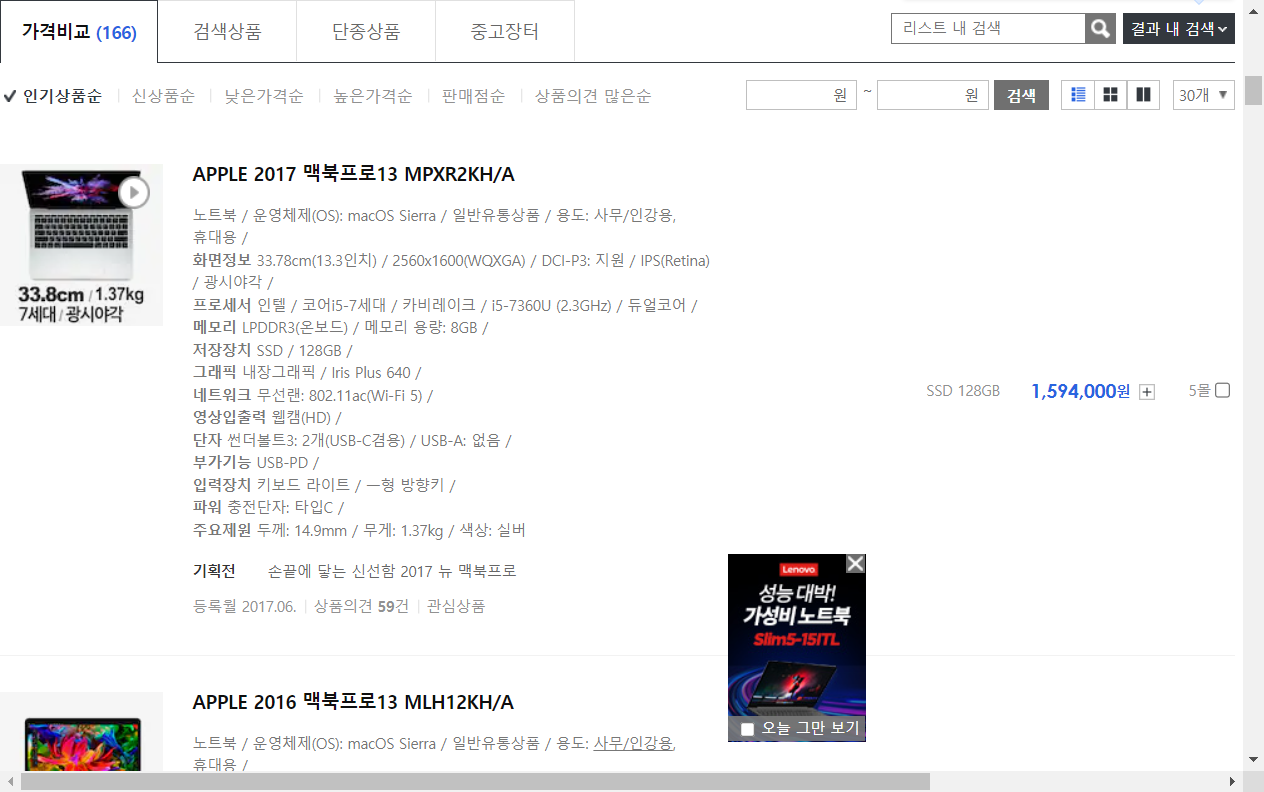 가격비교 (166)
검색상품
단종상품
중고장터
리스트 내 검색
결과 내 검색
인기상품순
신상품순
낮은가격순
높은가격순
판매점순
상품의견 많은순
원 ~ 원 검색
30개 ▼
33.8cm / 1.37kg
7세대 / 광시야각
APPLE 2017 맥북프로13 MPXR2KH/A
노트북 / 운영체제(OS): macOS Sierra / 일반유통상품 / 용도: 사무/인강용,
휴대용 /
화면정보 33.78cm(13.3인치) / 2560x1600(WQXGA) / DCI-P3: 지원 / IPS(Retina)
/ 광시야각 /
프로세서 인텔 / 코어i5-7세대 / 카비레이크 / i5-7360U (2.3GHz) / 듀얼코어 /
메모리 LPDDR3(온보드) / 메모리 용량: 8GB /
저장장치 SSD / 128GB /
그래픽 내장그래픽 / Iris Plus 640 /
네트워크 무선랜: 802.11ac(Wi-Fi 5) /
영상입출력 웹캠(HD) /
단자 썬더볼트3: 2개(USB-C겸용) / USB-A: 없음 /
부가기능 USB-PD /
입력장치 키보드 라이트 / ㅡ형 방향키 /
파워 충전단자: 타입C /
주요제원 두께: 14.9mm / 무게: 1.37kg / 색상: 실버
SSD 128GB 1,594,000원 5몰
기획전 손끝에 닿는 신선함 2017 뉴 맥북프로
등록월 2017.06. 상품의견 59건 관심상품
Lenovo
성능 대박!
가성비 노트북
Slim5-15ITL
오늘 그만 보기
APPLE 2016 맥북프로13 MLH12KH/A
노트북 / 운영체제(OS): macOS Sierra / 일반유통상품 / 용도: 사무/인강용,
휴대용 /